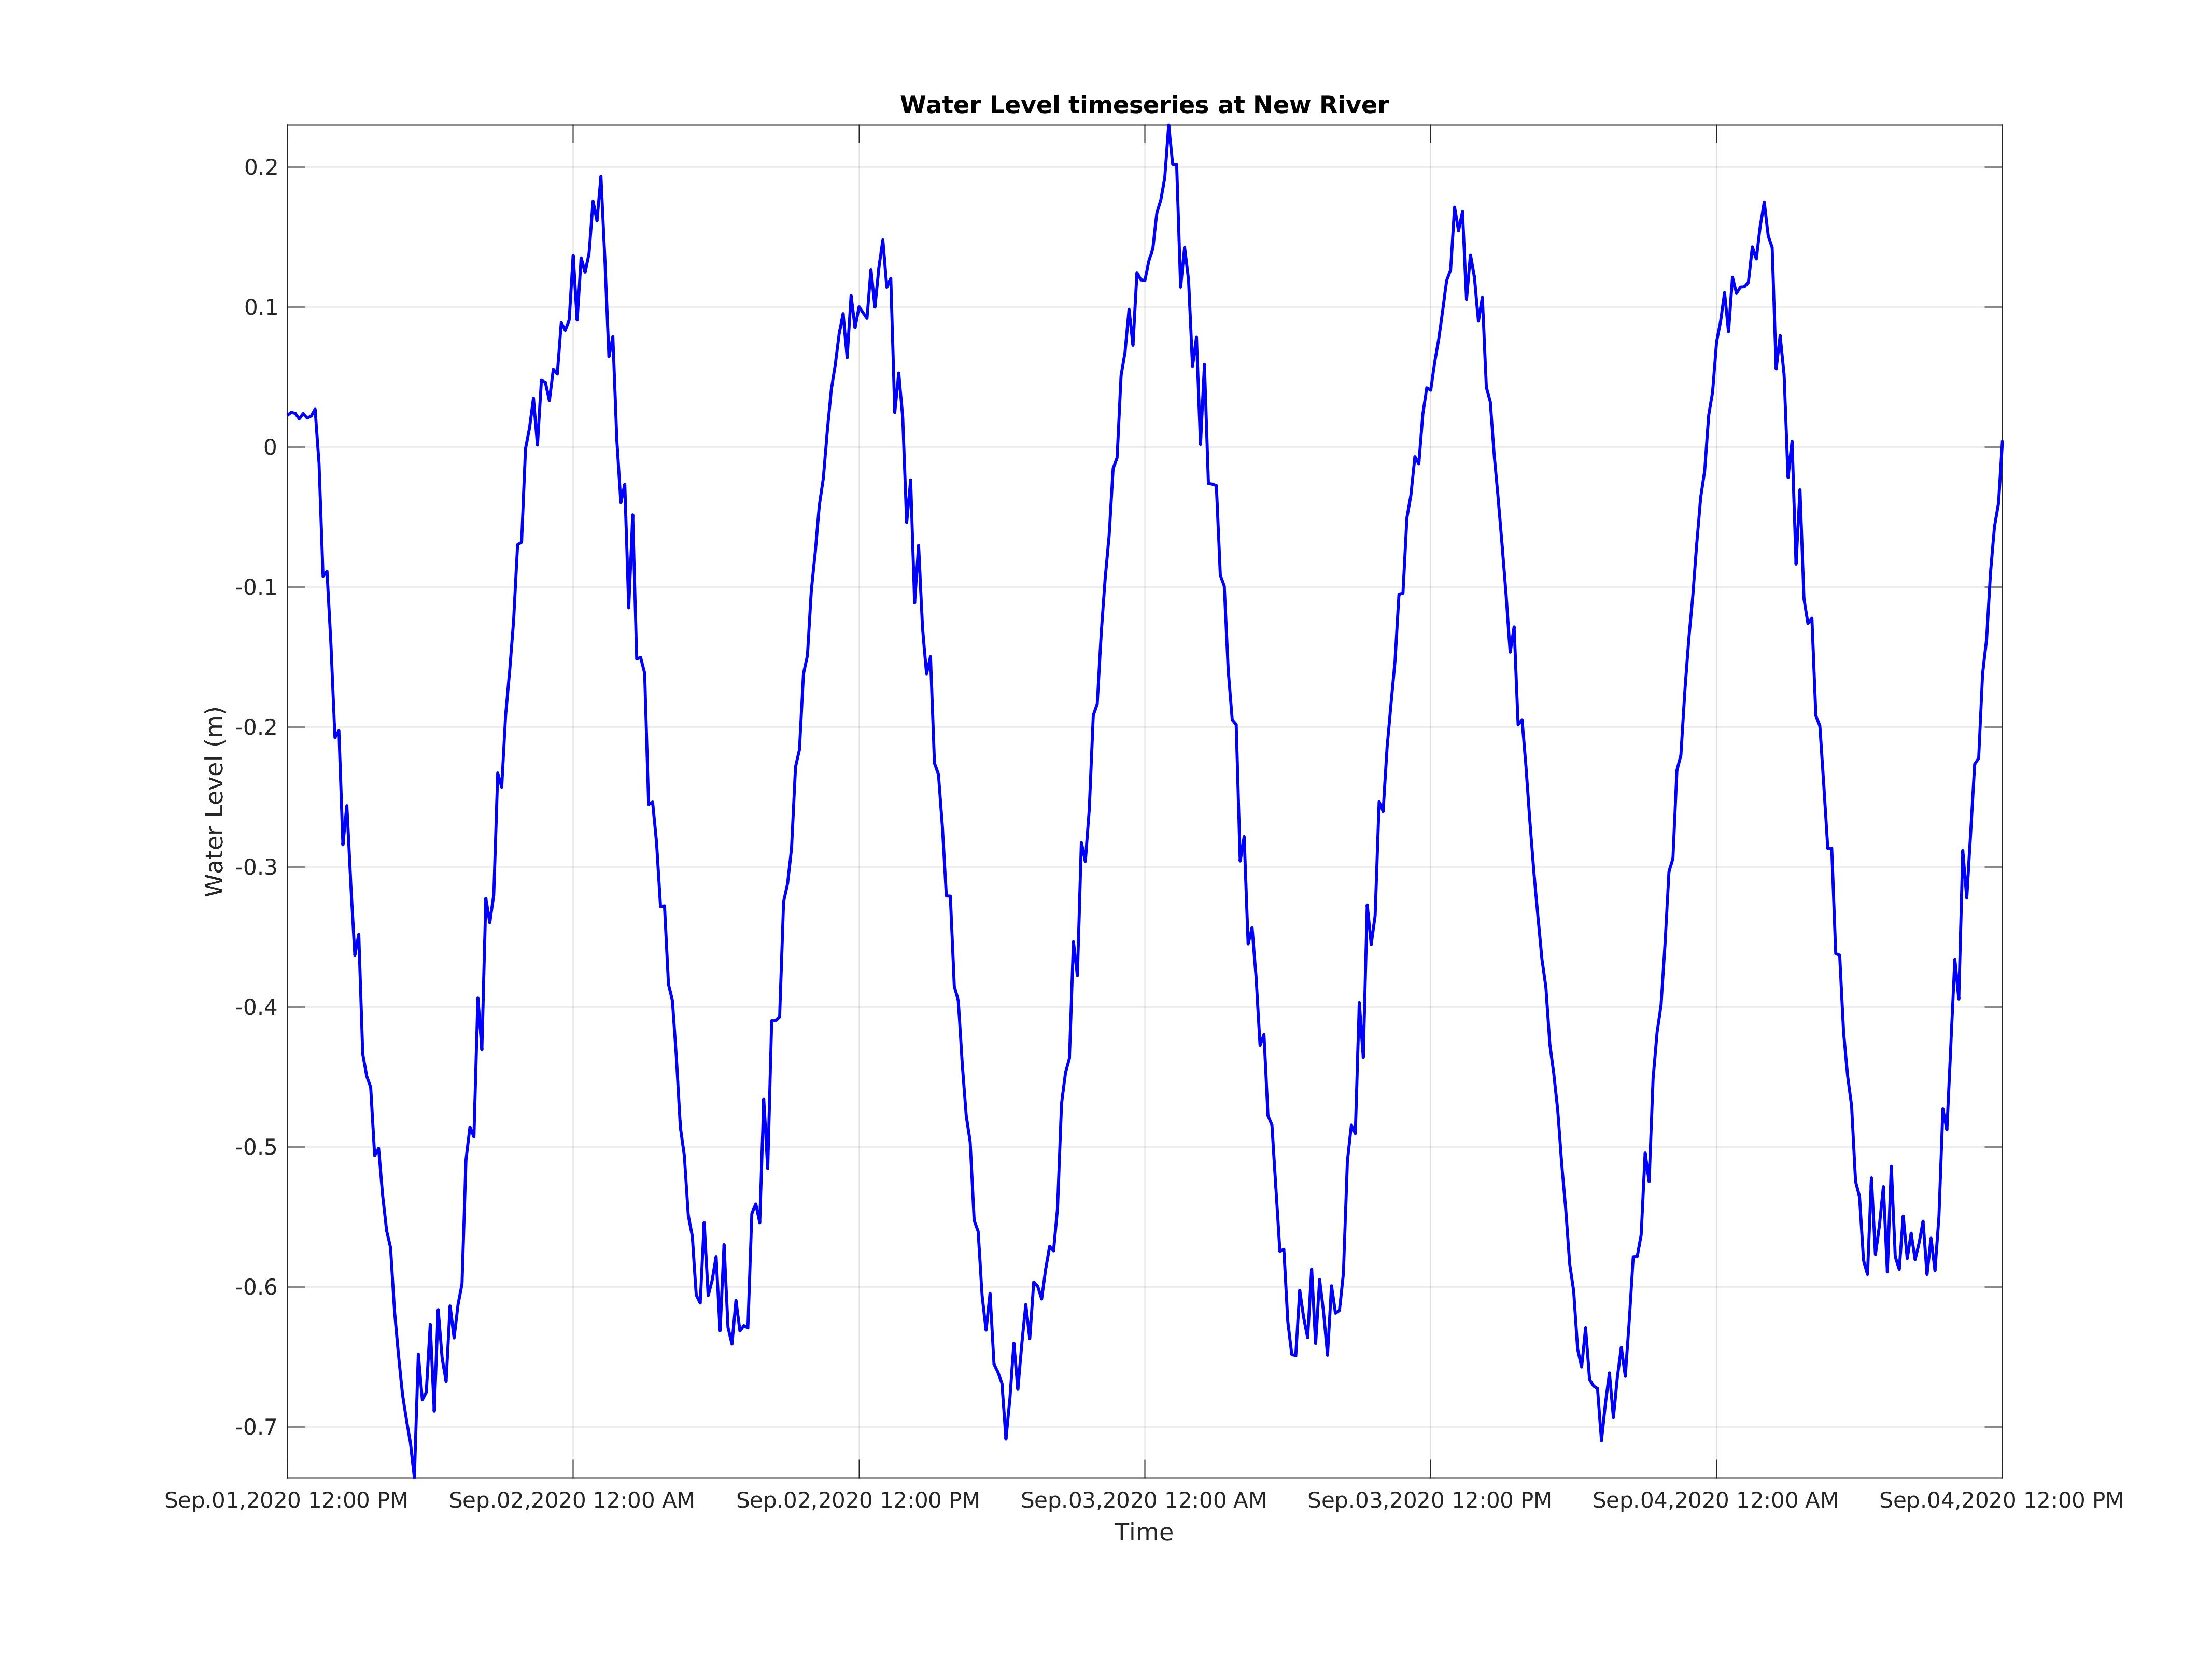 Water Level timeseries at New River
0.2
0.1
0
-0.1
-0.2
-0.3
-0.4
-0.5
-0.6
-0.7
Water Level (m)
Sep.01,2020 12:00 PM
Sep.02,2020 12:00 AM
Sep.02,2020 12:00 PM
Sep.03,2020 12:00 AM
Sep.03,2020 12:00 PM
Sep.04,2020 12:00 AM
Sep.04,2020 12:00 PM
Time